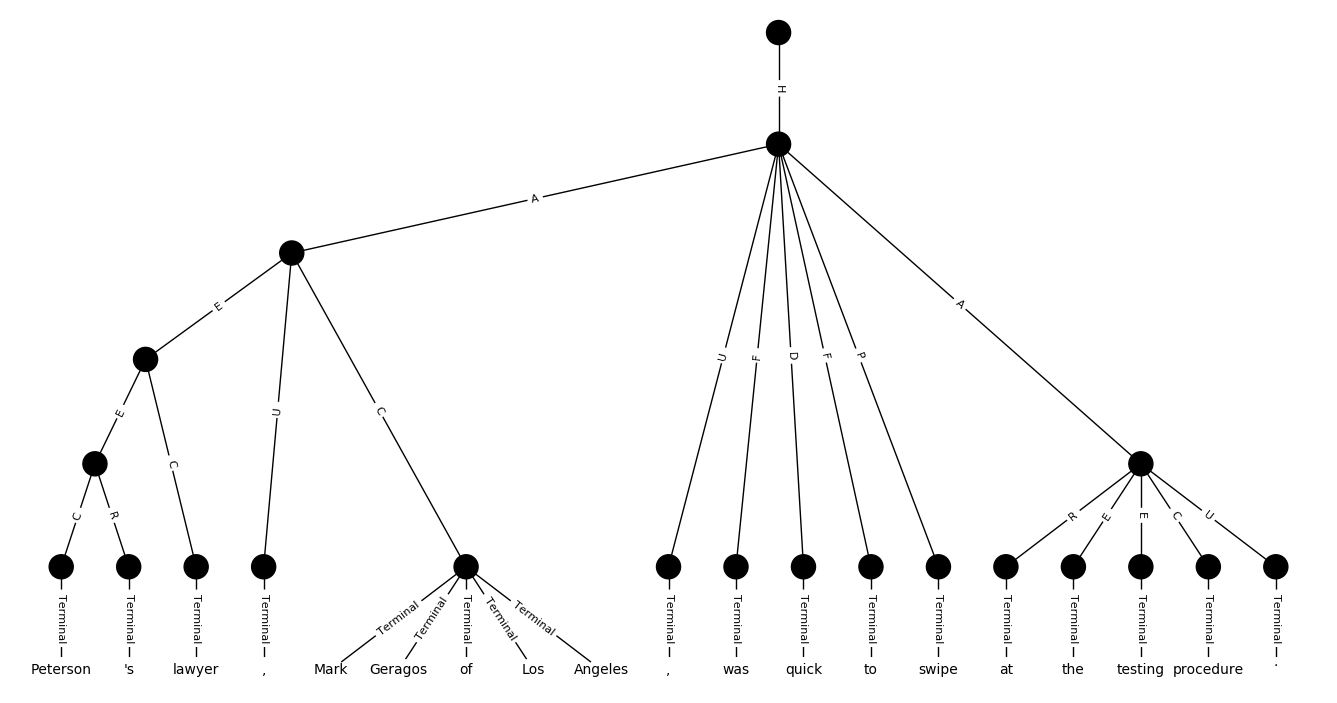 H
A
E
A
U
F
D
F
P
E
U
C
C
C
R
R
E
E
C
U
Terminal Terminal Terminal Terminal Terminal Terminal Terminal Terminal Terminal Terminal Terminal Terminal Terminal Terminal Terminal Terminal Terminal Terminal Terminal
Peterson 's lawyer , Mark Geragos of Los Angeles , was quick to swipe at the testing procedure .